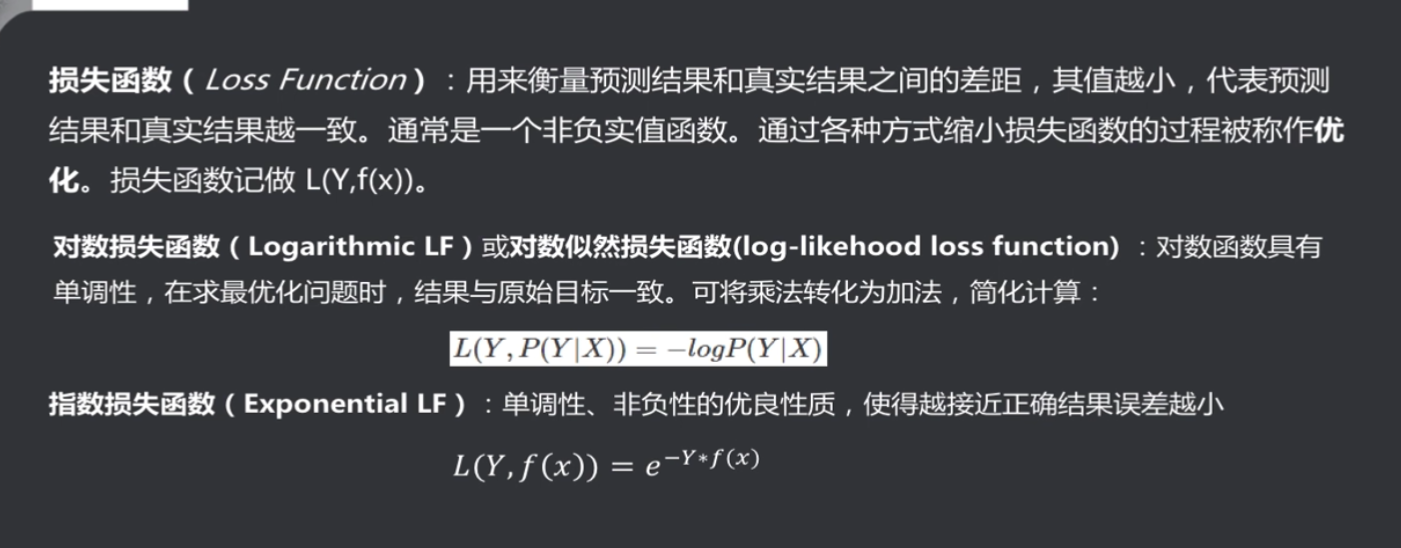 损失函数（Loss Function）：用来衡量预测结果和真实结果之间的差距，其值越小，代表预测
结果和真实结果越一致。通常是一个非负实值函数。通过各种方式缩小损失函数的过程被称作优
化。损失函数记做 L(Y,f(x))。
对数损失函数（Logarithmic LF）或对数似然损失函数(log-likehood loss function) ：对数函数具有
单调性，在求最优化问题时，结果与原始目标一致。可将乘法转化为加法，简化计算：
L(Y,P(Y|X)) = −logP(Y|X)
指数损失函数（Exponential LF）：单调性、非负性的优良性质，使得越接近正确结果误差越小
L(Y,f(x)) = e^{−Y∗f(x)}